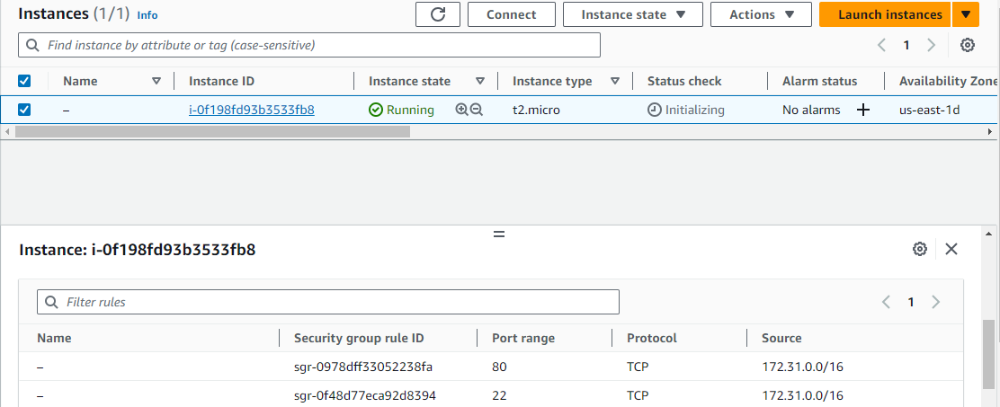 Instances (1/1) Info Connect Instance state Actions Launch instances
Find instance by attribute or tag (case-sensitive) 1
Name Instance ID Instance state Instance type Status check Alarm status Availability Zone
– i-0f198fd93b3533fb8 Running t2.micro Initializing No alarms + us-east-1d
Instance: i-0f198fd93b3533fb8
Filter rules 1
Name Security group rule ID Port range Protocol Source
– sgr-0978dff33052238fa 80 TCP 172.31.0.0/16
– sgr-0f48d77eca92d8394 22 TCP 172.31.0.0/16